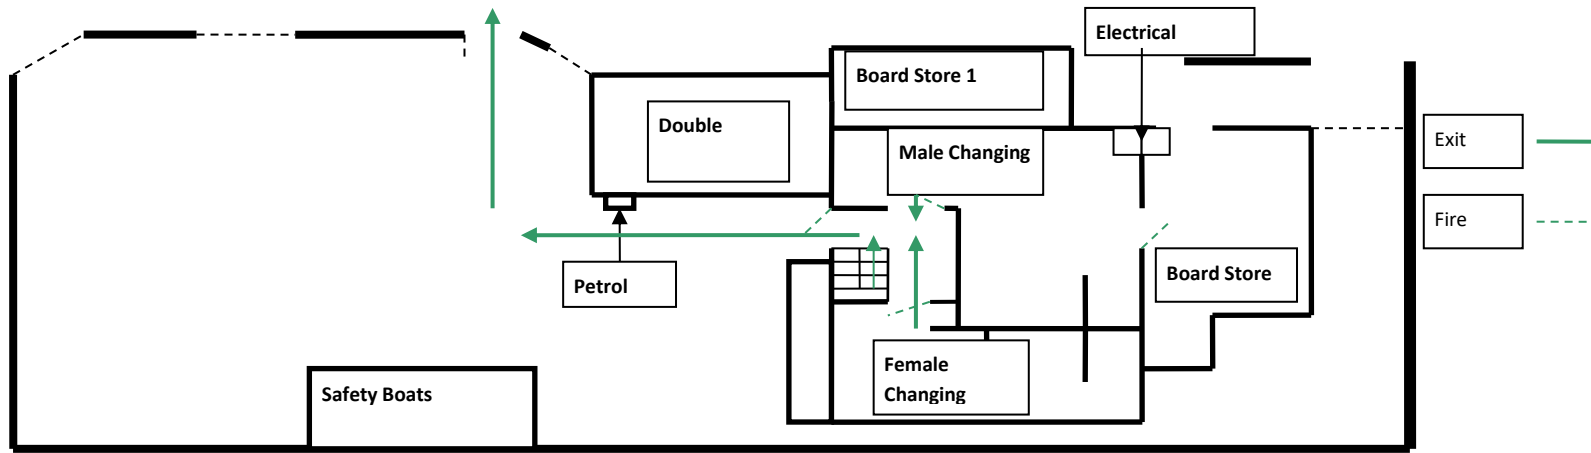 Electrical
Board Store 1
Double
Male Changing
Exit
Fire
Petrol
Board Store
Female
Changing
Safety Boats